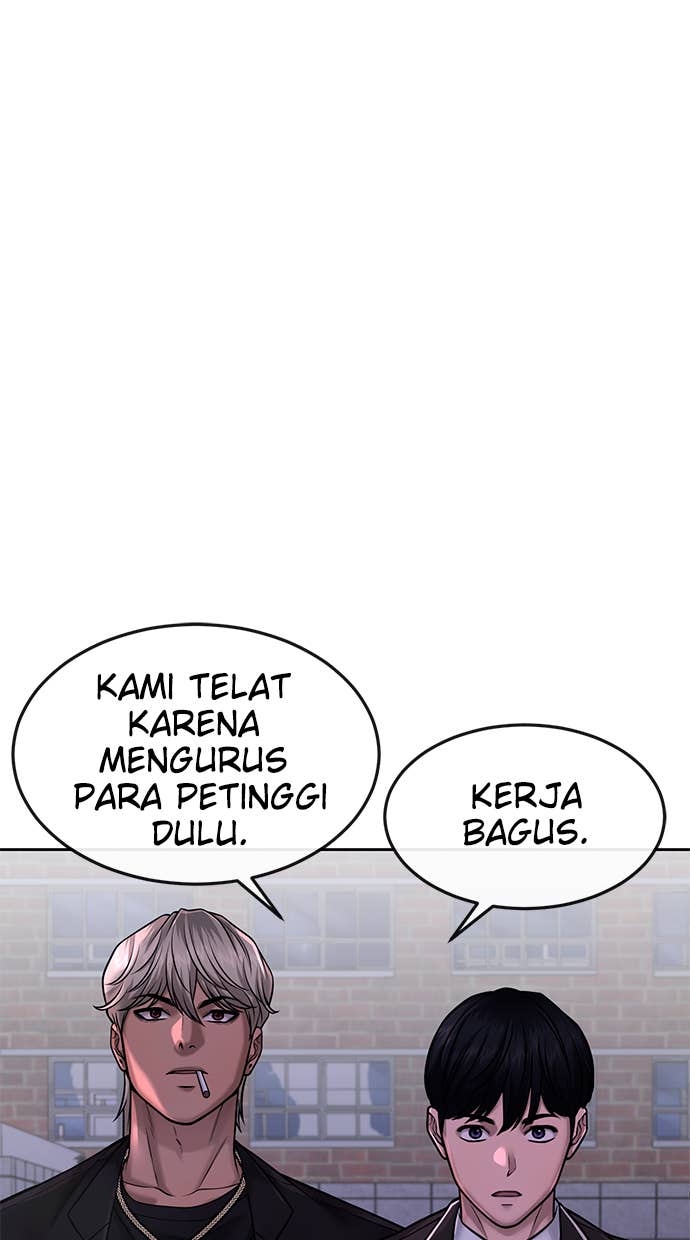 KAMI TELAT
KARENA
MENGURUS
PARA PETINGGI
DULU.
KERJA
BAGUS.